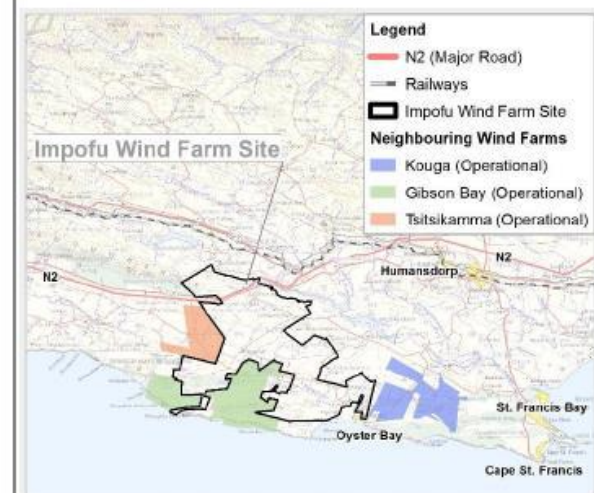 Legend
N2 (Major Road)
Railways
Impofu Wind Farm Site
Neighbouring Wind Farms
Kouga (Operational)
Gibson Bay (Operational)
Tsitsikamma (Operational)
Impofu Wind Farm Site
N2
Humansdorp
N2
St. Francis Bay
Oyster Bay
Cape St. Francis